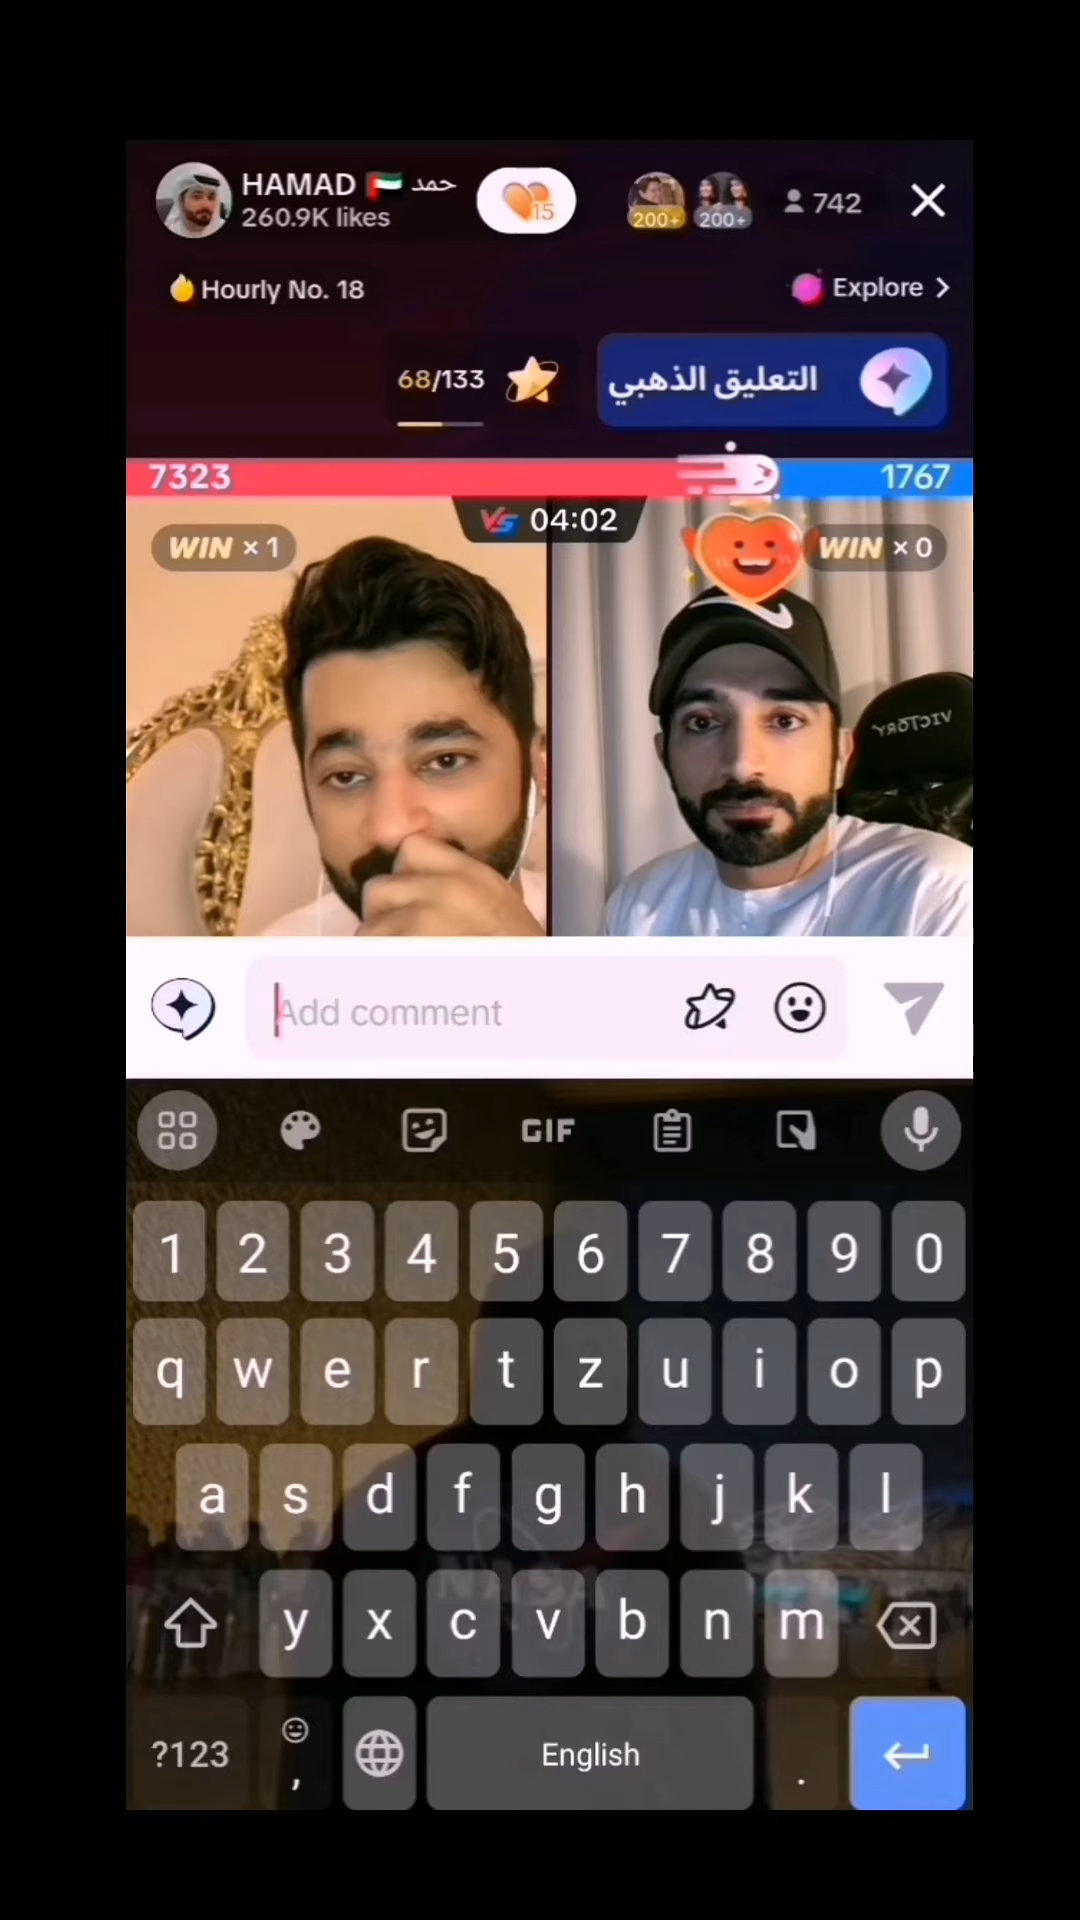 HAMAD 🇦🇪 حمد
260.9K likes
15
200+
200+
742
Hourly No. 18
Explore >
68/133
التعليق الذهبي
7323
1767
VS 04:02
WIN × 1
WIN × 0
VICTORY
Add comment
GIF
1 2 3 4 5 6 7 8 9 0
q w e r t z u i o p
a s d f g h j k l
NASA
y x c v b n m
?123 , English .